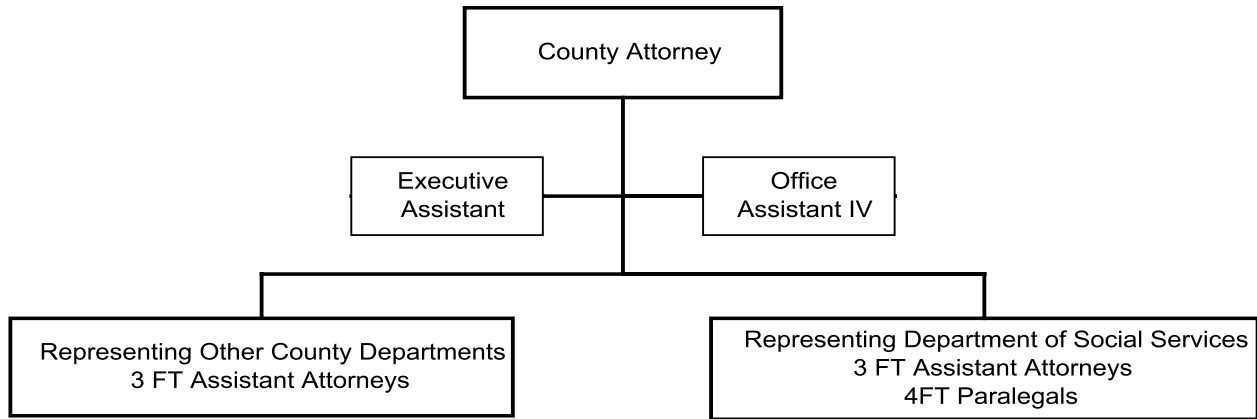 County Attorney
Executive
Assistant
Office
Assistant IV
Representing Other County Departments
3 FT Assistant Attorneys
Representing Department of Social Services
3 FT Assistant Attorneys
4FT Paralegals